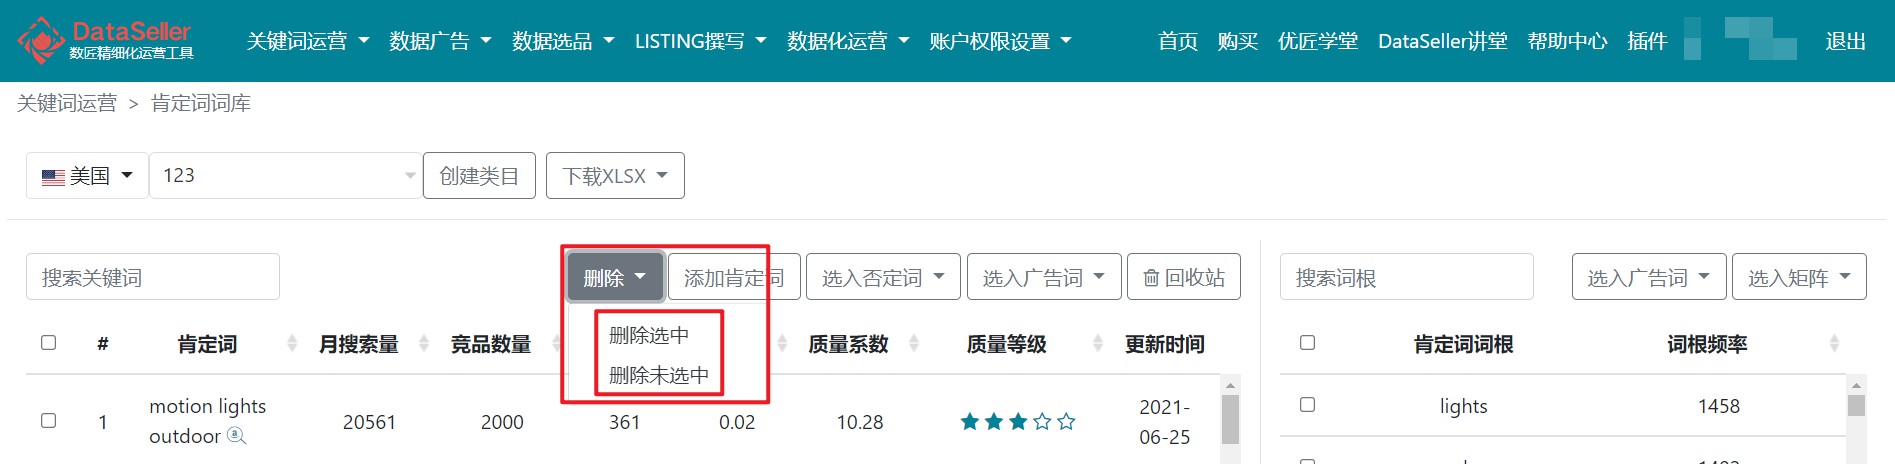 DataSeller
数匠精细化运营工具
关键词运营 数据广告 数据选品 LISTING撰写 数据化运营 账户权限设置 首页 购买 优匠学堂 DataSeller讲堂 帮助中心 插件 退出
关键词运营 > 肯定词词库
美国 123 创建类目 下载XLSX
搜索关键词 删除 添加肯定词 选入否定词 选入广告词 回收站 搜索词根 选入广告词 选入矩阵
删除选中
删除未选中
# 肯定词 月搜索量 竞品数量 质量系数 质量等级 更新时间 肯定词词根 词根频率
1 motion lights outdoor 20561 2000 361 0.02 10.28 2021-06-25
lights 1458